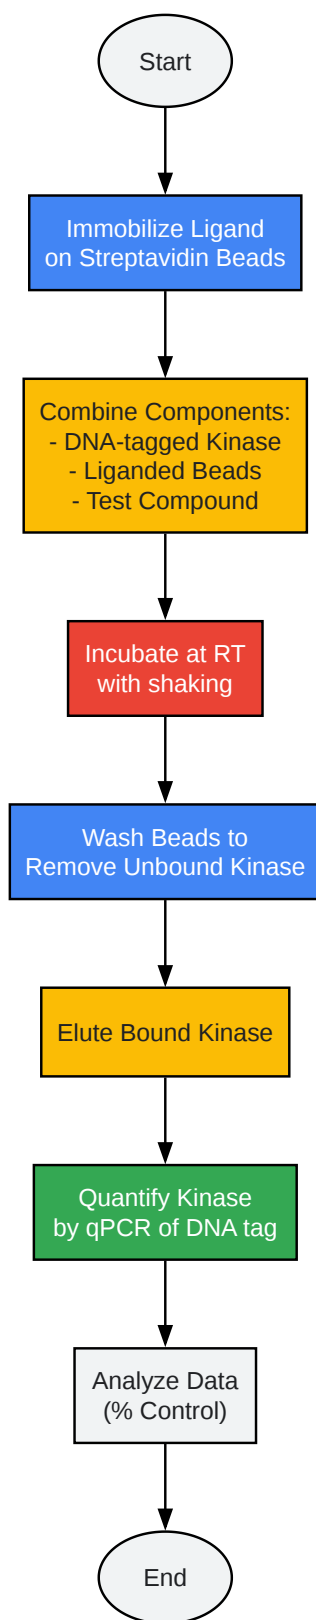 Start
Immobilize Ligand
on Streptavidin Beads
Combine Components:
- DNA-tagged Kinase
- Liganded Beads
- Test Compound
Incubate at RT
with shaking
Wash Beads to
Remove Unbound Kinase
Elute Bound Kinase
Quantify Kinase
by qPCR of DNA tag
Analyze Data
(% Control)
End